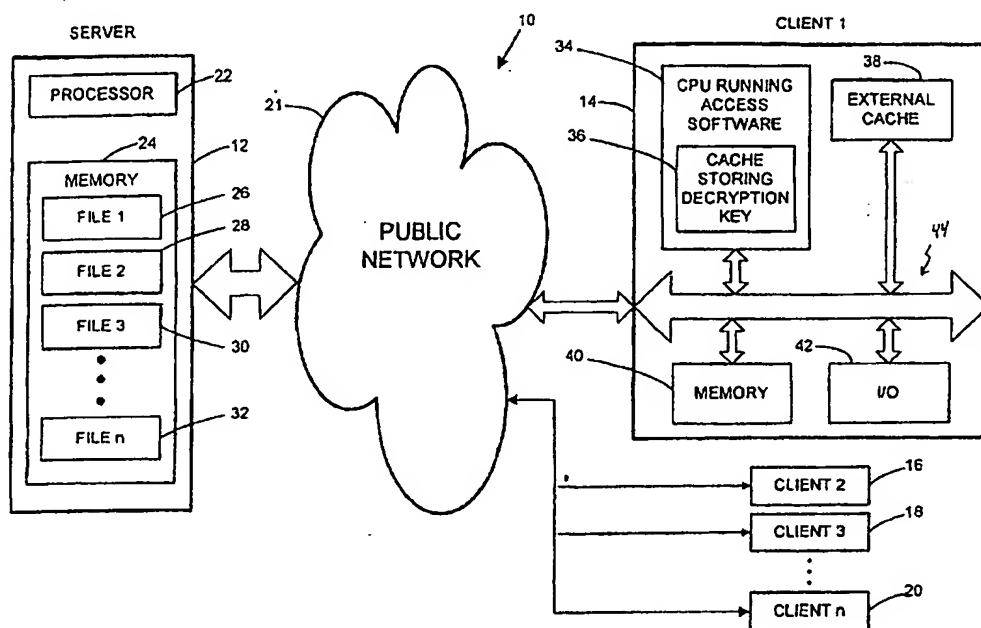 SERVER
PROCESSOR
22
12
24
MEMORY
FILE 1
26
FILE 2
28
FILE 3
30
FILE n
32
10
21
PUBLIC
NETWORK
CLIENT 1
34
14
CPU RUNNING
ACCESS
SOFTWARE
36
CACHE
STORING
DECRYPTION
KEY
38
EXTERNAL
CACHE
44
40
MEMORY
42
I/O
CLIENT 2
16
CLIENT 3
18
CLIENT n
20